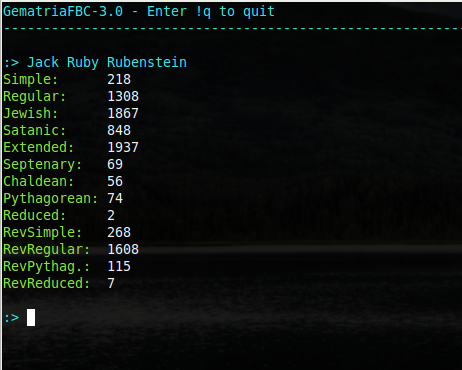 GematriaFBC-3.0 - Enter !q to quit
----------------------------------------------------------
:> Jack Ruby Rubenstein
Simple: 218
Regular: 1308
Jewish: 1867
Satanic: 848
Extended: 1937
Septenary: 69
Chaldean: 56
Pythagorean: 74
Reduced: 2
RevSimple: 268
RevRegular: 1608
RevPythag.: 115
RevReduced: 7
:>